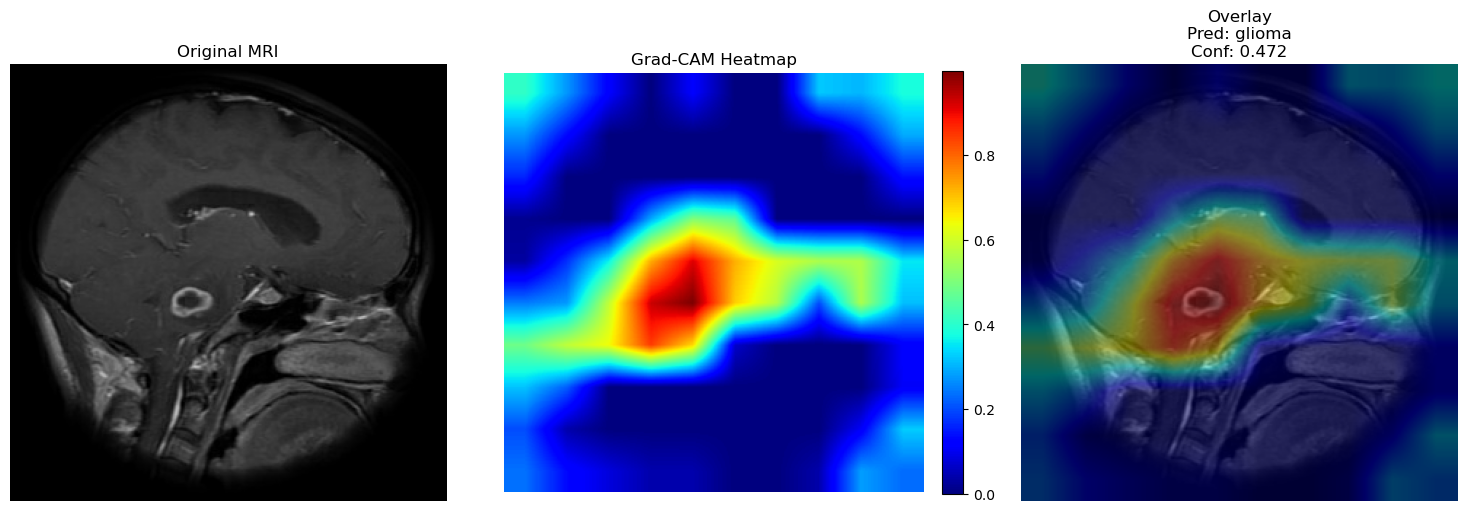 Original MRI
Grad-CAM Heatmap
0.8
0.6
0.4
0.2
0.0
Overlay
Pred: glioma
Conf: 0.472